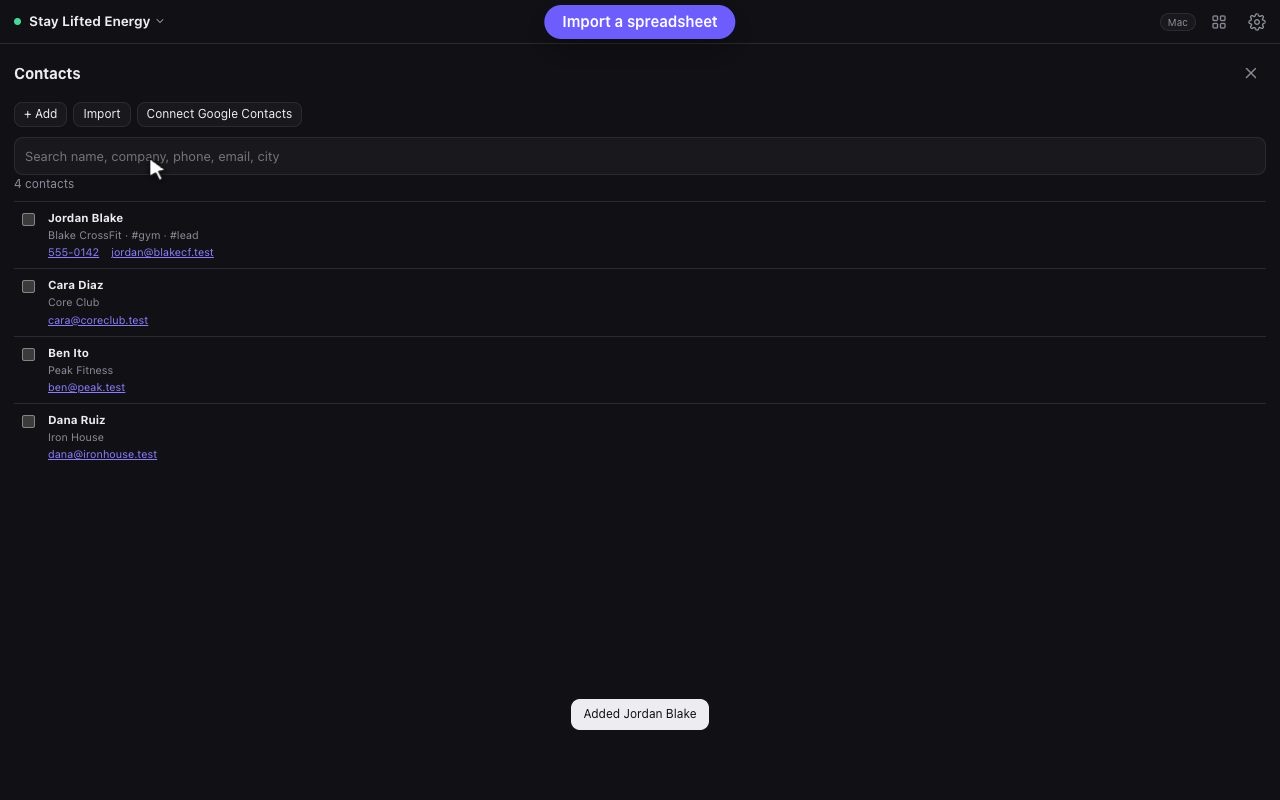 Stay Lifted Energy
Import a spreadsheet
Mac
Contacts
+ Add
Import
Connect Google Contacts
Search name, company, phone, email, city
4 contacts
Jordan Blake
Blake CrossFit · #gym · #lead
555-0142 jordan@blakecf.test
Cara Diaz
Core Club
cara@coreclub.test
Ben Ito
Peak Fitness
ben@peak.test
Dana Ruiz
Iron House
dana@ironhouse.test
Added Jordan Blake